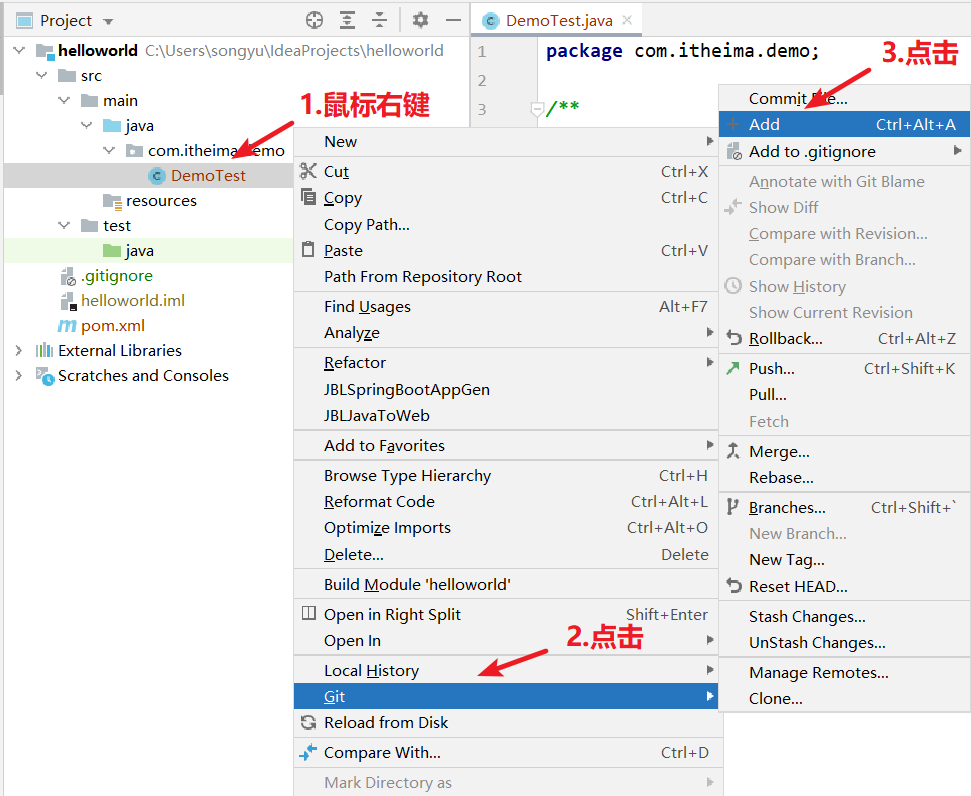 Project
helloworld C:\Users\songyu\IdeaProjects\helloworld
src
main
java
com.itheima.demo
DemoTest
resources
test
java
.gitignore
helloworld.iml
pom.xml
External Libraries
Scratches and Consoles
DemoTest.java
1 package com.itheima.demo;
2
3 /**
1.鼠标右键
New
Cut Ctrl+X
Copy Ctrl+C
Copy Path...
Paste Ctrl+V
Path From Repository Root
Find Usages Alt+F7
Analyze
Refactor
JBLSpringBootAppGen
JBLJavaToWeb
Add to Favorites
Browse Type Hierarchy Ctrl+H
Reformat Code Ctrl+Alt+L
Optimize Imports Ctrl+Alt+O
Delete... Delete
Build Module 'helloworld'
Open in Right Split Shift+Enter
Open In
2.点击
Local History
Git
Reload from Disk
Compare With... Ctrl+D
Mark Directory as
3.点击
Commit File...
Add Ctrl+Alt+A
Add to .gitignore
Annotate with Git Blame
Show Diff
Compare with Revision...
Compare with Branch...
Show History
Show Current Revision
Rollback... Ctrl+Alt+Z
Push... Ctrl+Shift+K
Pull...
Fetch
Merge...
Rebase...
Branches... Ctrl+Shift+`
New Branch...
New Tag...
Reset HEAD...
Stash Changes...
UnStash Changes...
Manage Remotes...
Clone...